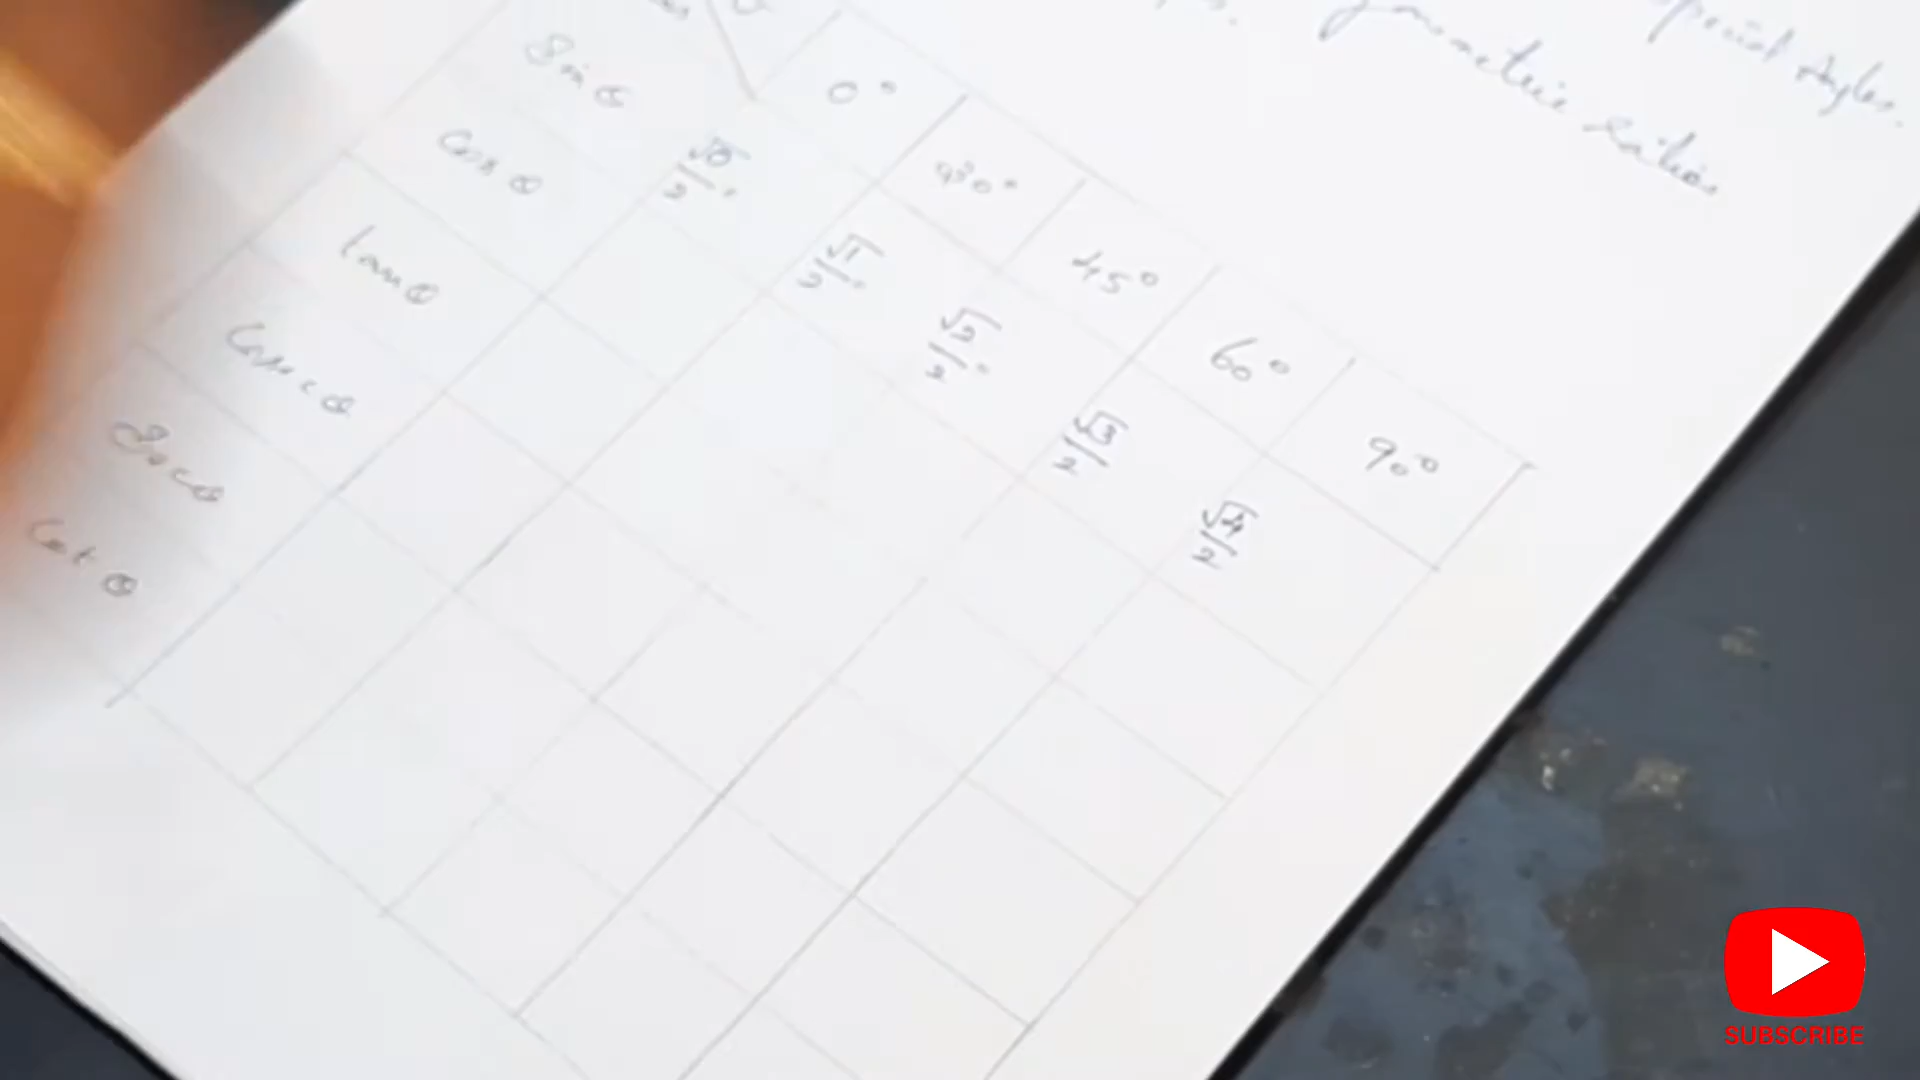 Special Angles.
ratios
0° 30° 45° 60° 90°
Sin θ √0/2 √1/2 √2/2 √3/2 √4/2
Cos θ
tan θ
Cosec θ
Sec θ
Cot θ
SUBSCRIBE